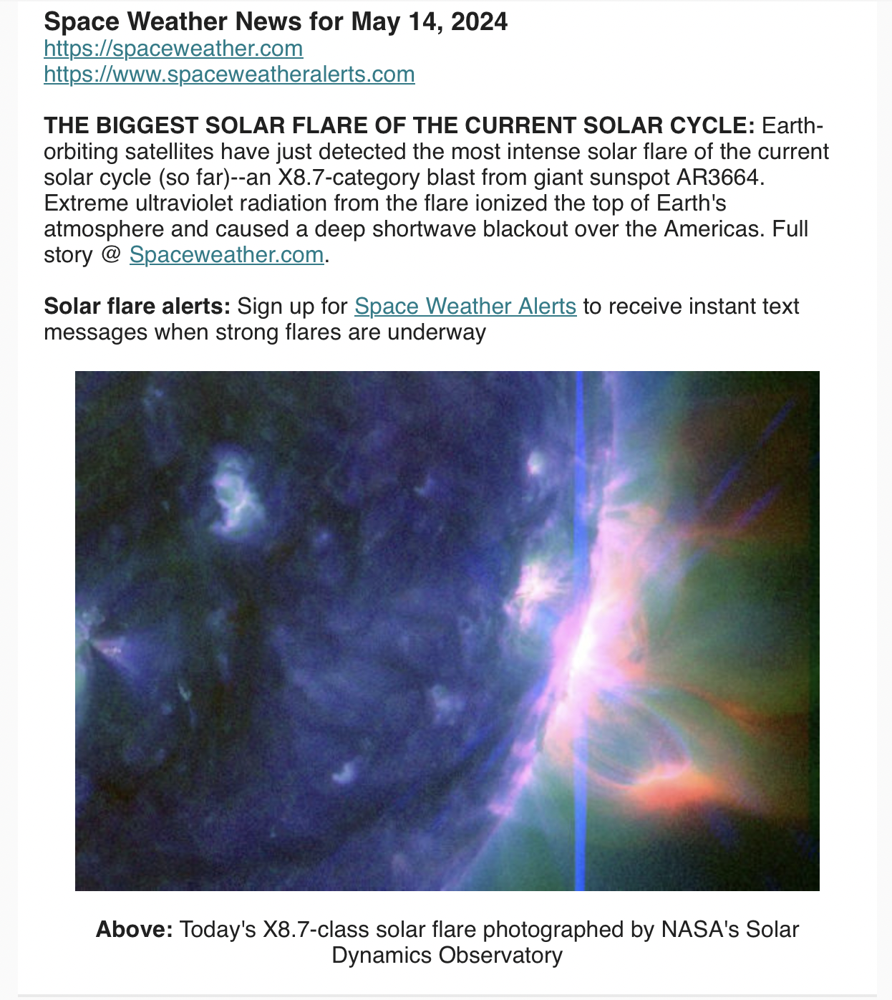 Space Weather News for May 14, 2024
https://spaceweather.com
https://www.spaceweatheralerts.com
THE BIGGEST SOLAR FLARE OF THE CURRENT SOLAR CYCLE: Earth-
orbiting satellites have just detected the most intense solar flare of the current
solar cycle (so far)--an X8.7-category blast from giant sunspot AR3664.
Extreme ultraviolet radiation from the flare ionized the top of Earth's
atmosphere and caused a deep shortwave blackout over the Americas. Full
story @ Spaceweather.com.
Solar flare alerts: Sign up for Space Weather Alerts to receive instant text
messages when strong flares are underway
Above: Today's X8.7-class solar flare photographed by NASA's Solar
Dynamics Observatory